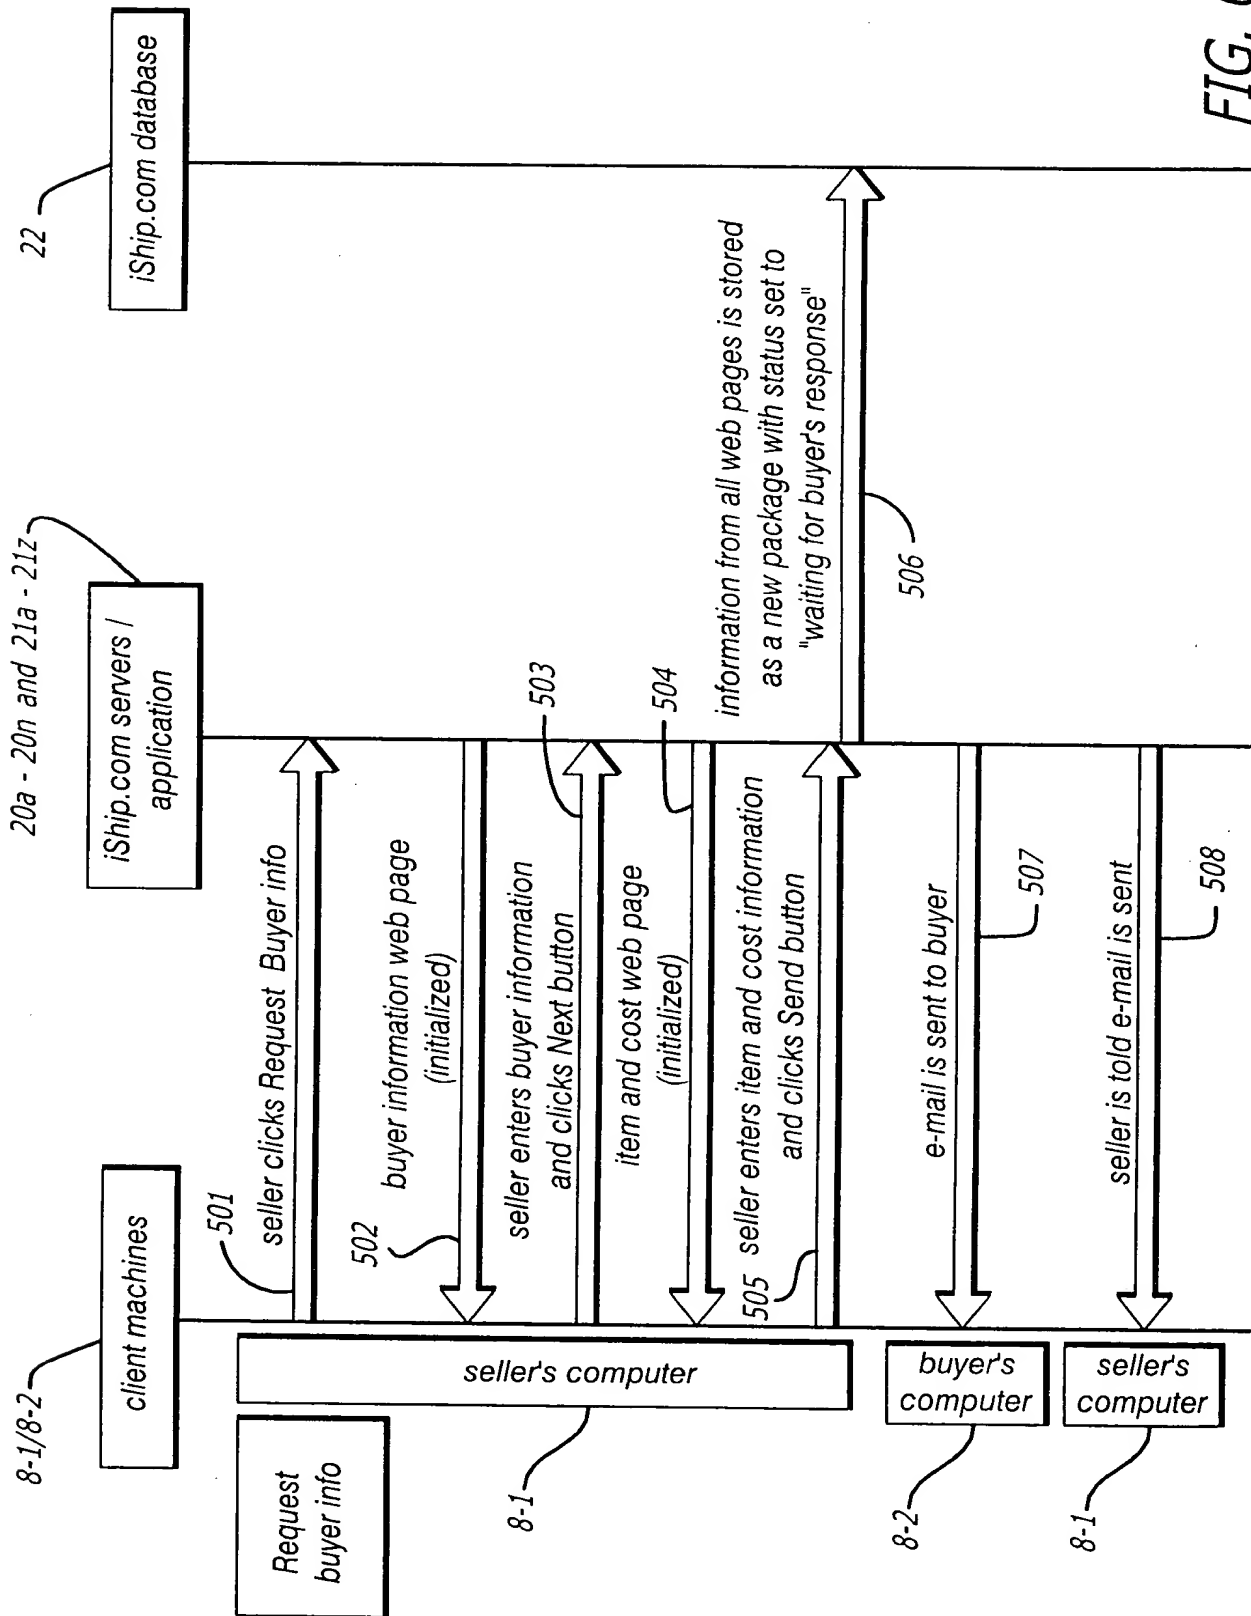 8-1/8-2
client machines
20a - 20n and 21a - 21z
iShip.com servers /
application
22
iShip.com database
Request
buyer info
seller's computer
8-1
501
seller clicks Request Buyer info
502
buyer information web page
(initialized)
seller enters buyer information
and clicks Next button
503
item and cost web page
(initialized)
504
505
seller enters item and cost information
and clicks Send button
information from all web pages is stored
as a new package with status set to
"waiting for buyer's response"
506
buyer's
computer
8-2
e-mail is sent to buyer
507
seller's
computer
8-1
seller is told e-mail is sent
508
FIG.